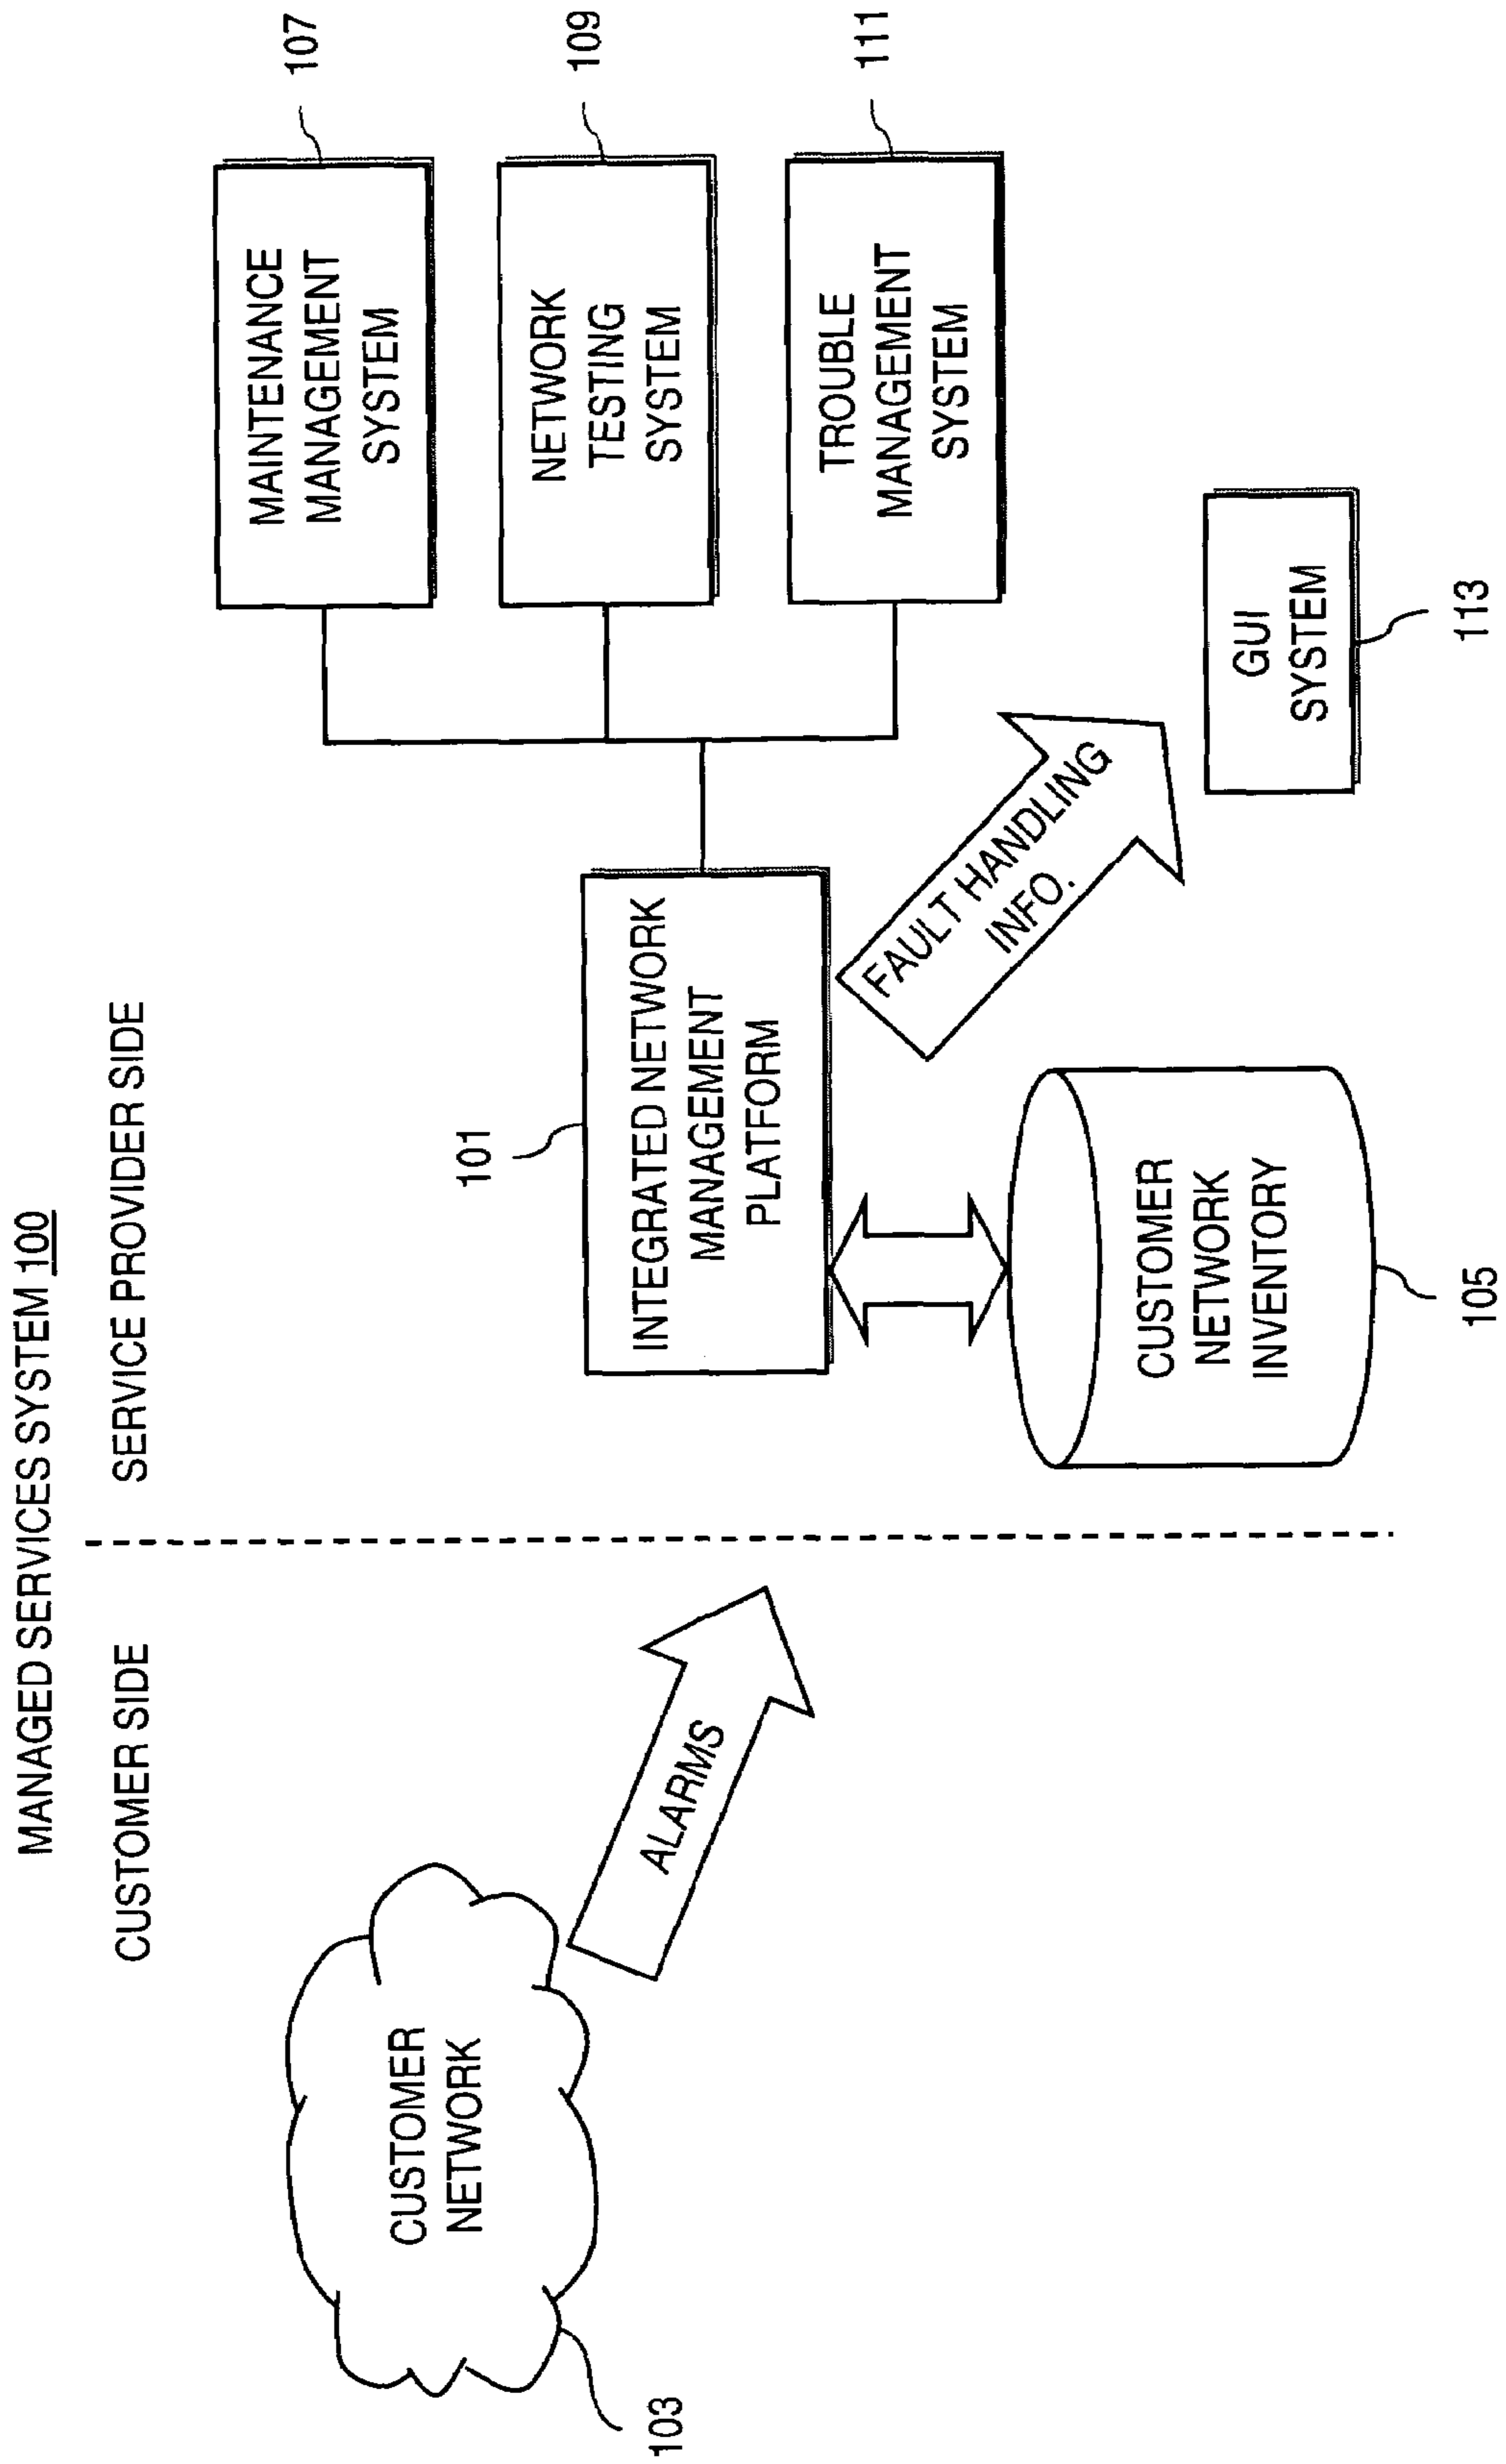 MANAGED SERVICES SYSTEM 100
CUSTOMER SIDE
SERVICE PROVIDER SIDE
CUSTOMER
NETWORK
103
ALARMS
101
INTEGRATED NETWORK
MANAGEMENT
PLATFORM
CUSTOMER
NETWORK
INVENTORY
105
FAULT HANDLING
INFO.
MAINTENANCE
MANAGEMENT
SYSTEM
107
NETWORK
TESTING
SYSTEM
109
TROUBLE
MANAGEMENT
SYSTEM
111
GUI
SYSTEM
113